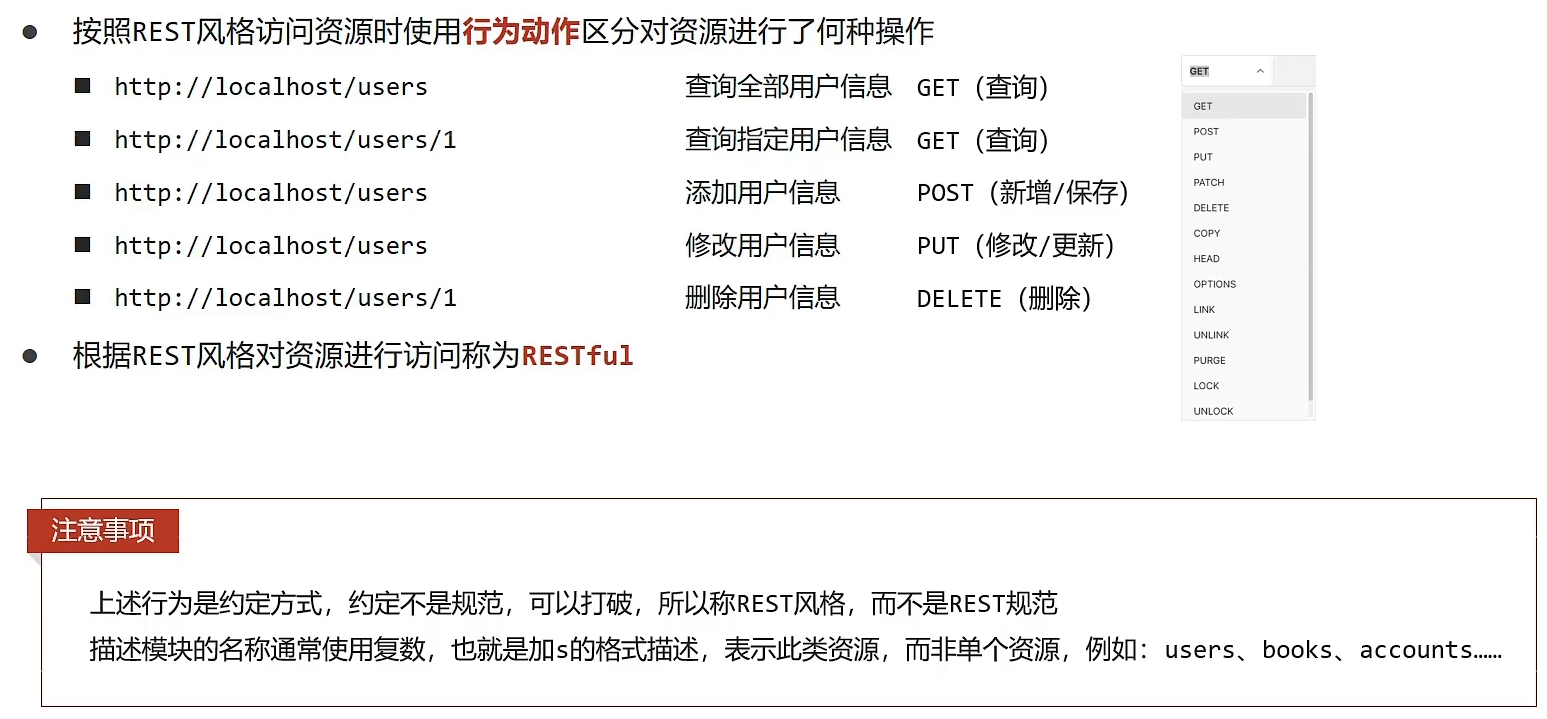 按照REST风格访问资源时使用行为动作区分对资源进行了何种操作
http://localhost/users 查询全部用户信息 GET（查询）
http://localhost/users/1 查询指定用户信息 GET（查询）
http://localhost/users 添加用户信息 POST（新增/保存）
http://localhost/users 修改用户信息 PUT（修改/更新）
http://localhost/users/1 删除用户信息 DELETE（删除）
根据REST风格对资源进行访问称为RESTful
GET
GET
POST
PUT
PATCH
DELETE
COPY
HEAD
OPTIONS
LINK
UNLINK
PURGE
LOCK
UNLOCK
注意事项
上述行为是约定方式，约定不是规范，可以打破，所以称REST风格，而不是REST规范
描述模块的名称通常使用复数，也就是加s的格式描述，表示此类资源，而非单个资源，例如：users、books、accounts……